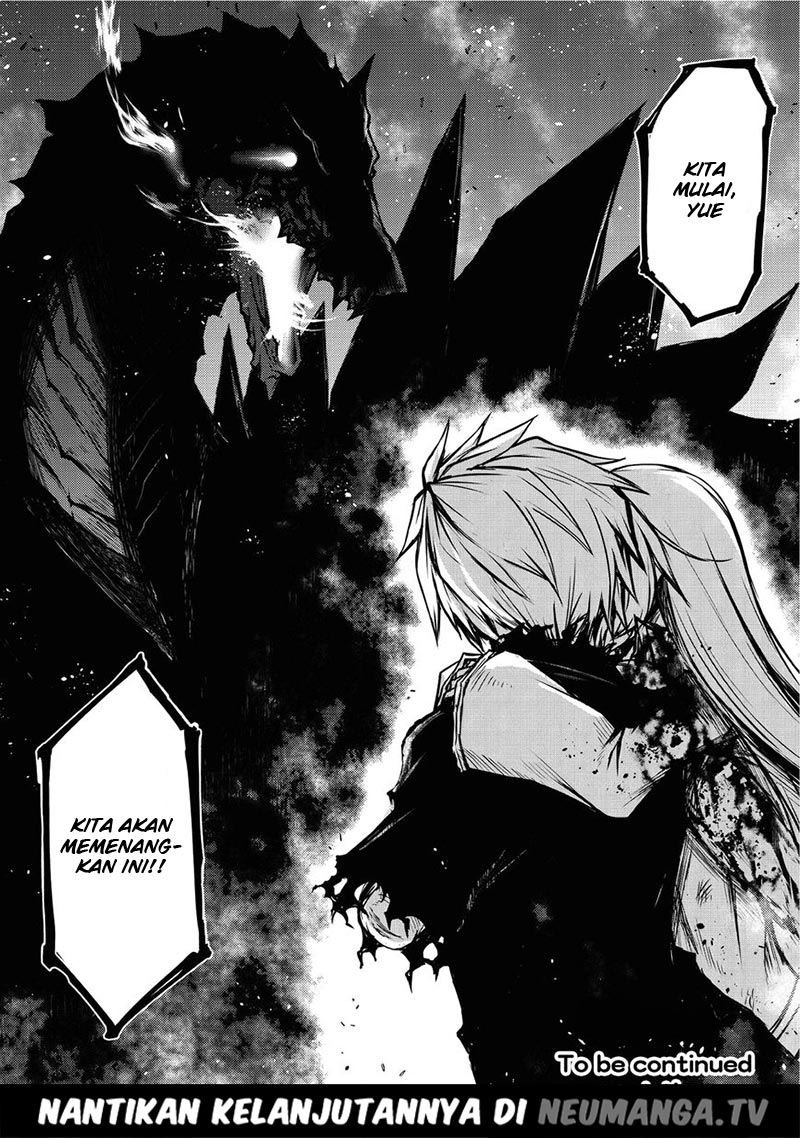 KITA
MULAI,
YUE
KITA AKAN
MEMENANG-
KAN INI!!
To be continued
NANTIKAN KELANJUTANNYA DI NEUMANGA.TV